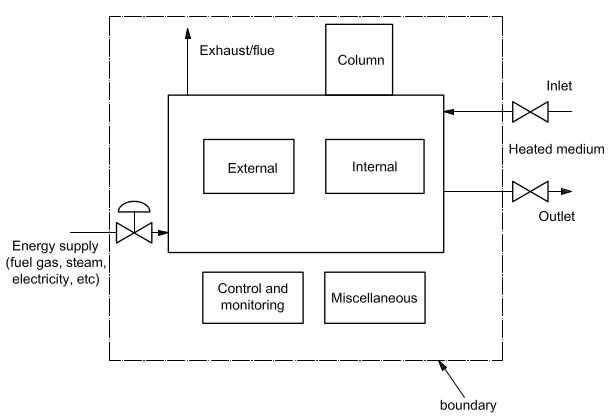 Exhaust/flue
Column
Inlet
External
Internal
Heated medium
Outlet
Energy supply
(fuel gas, steam,
electricity, etc)
Control and
monitoring
Miscellaneous
boundary